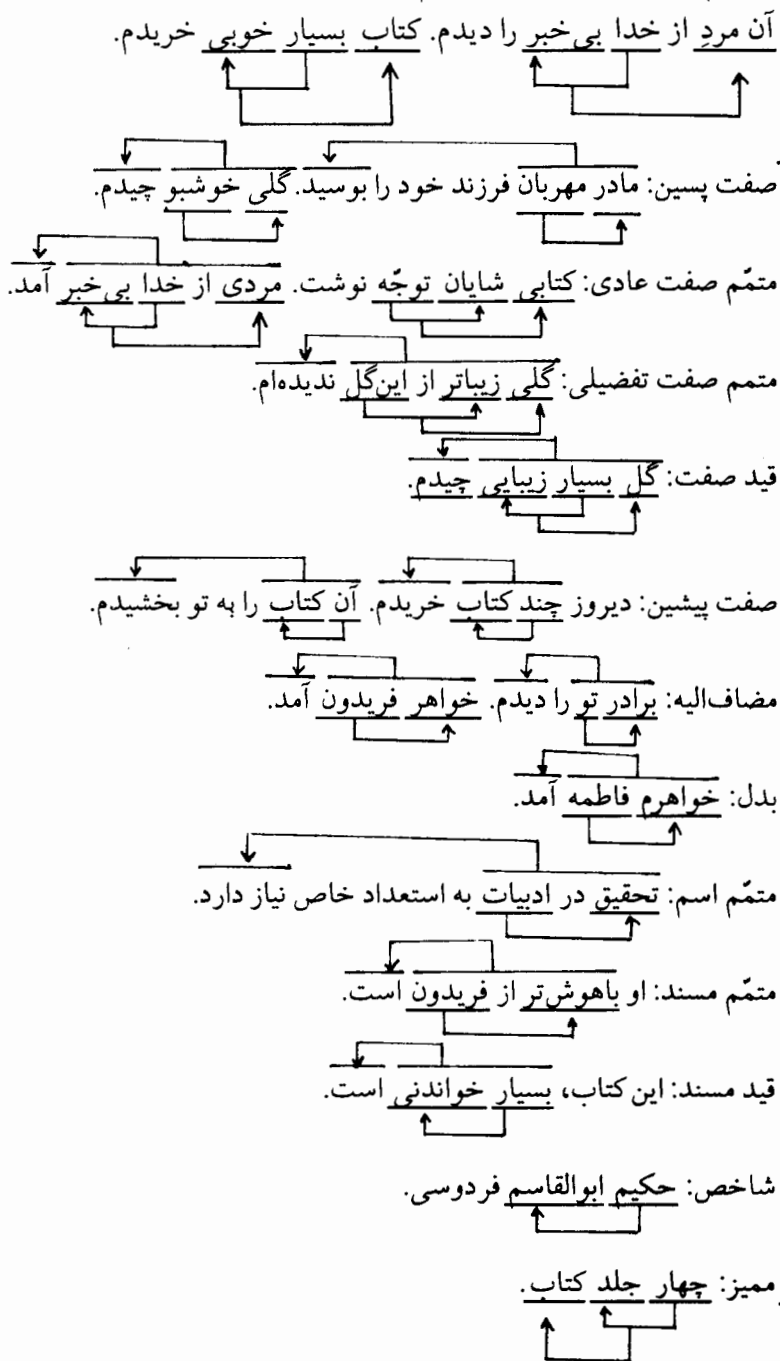 آن مردِ از خدا بی‌خبر را دیدم. کتاب بسیار خوبی خریدم.
صفت پسین: مادر مهربان فرزند خود را بوسید. گلی خوشبو چیدم.
متمّم صفت عادی: کتابی شایان توجّه نوشت. مردی از خدا بی‌خبر آمد.
متمم صفت تفضیلی: گلی زیباتر از این گل ندیده‌ام.
قید صفت: گل بسیار زیبایی چیدم.
صفت پیشین: دیروز چند کتاب خریدم. آن کتاب را به تو بخشیدم.
مضاف‌الیه: برادر تو را دیدم. خواهر فریدون آمد.
بدل: خواهرم فاطمه آمد.
متمّم اسم: تحقیق در ادبیات به استعداد خاص نیاز دارد.
متمّم مسند: او باهوش‌تر از فریدون است.
قید مسند: این کتاب، بسیار خواندنی است.
شاخص: حکیم ابوالقاسم فردوسی.
ممیز: چهار جلد کتاب.